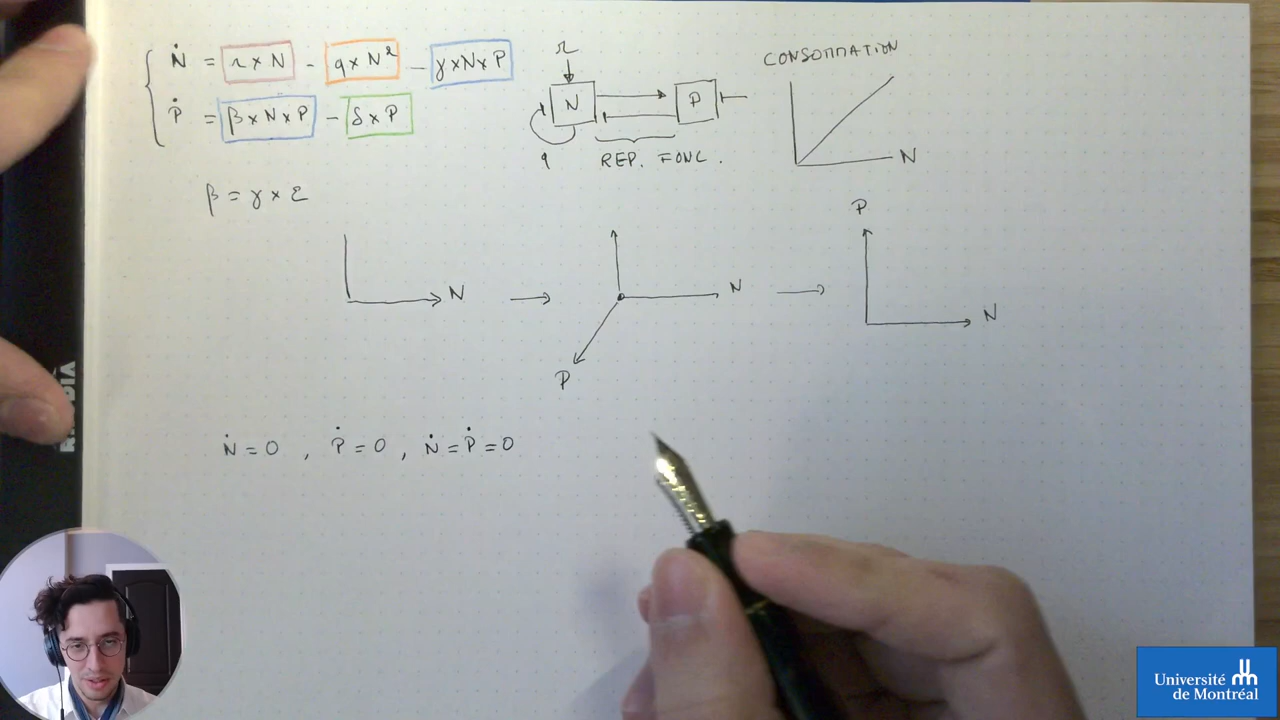 Ṅ = r × N - q × N² - γ × N × P
Ṗ = β × N × P - δ × P
β = γ × ε
r
N
P
q
REP. FONC.
CONSOMMATION
N
N
N
P
P
N
Ṅ = 0 , Ṗ = 0 , Ṅ = Ṗ = 0
Université
de Montréal